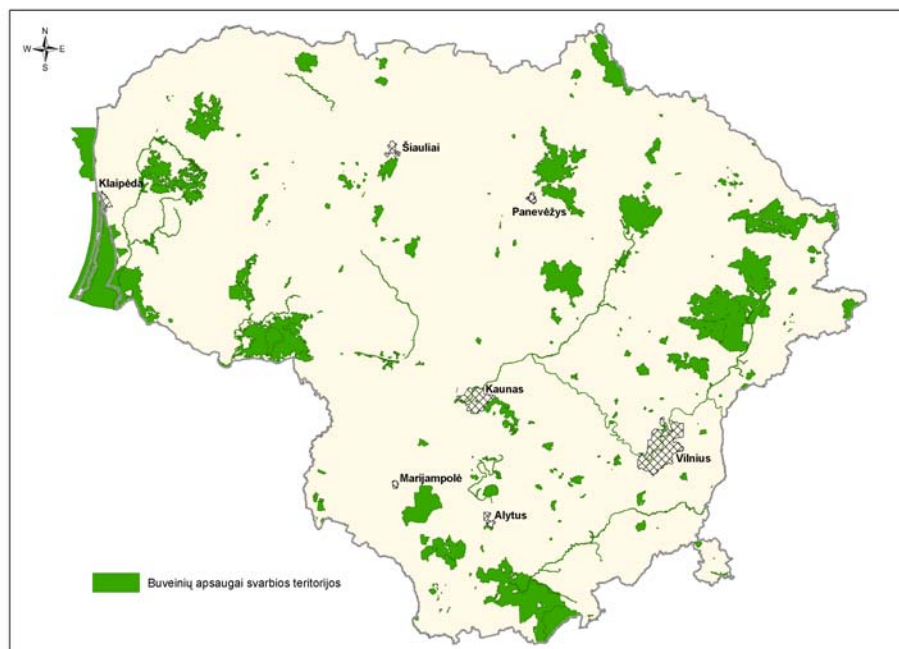 N
W E
S
Šiauliai
Klaipėda
Panevėžys
Kaunas
Vilnius
Marijampolė
Alytus
Buveinių apsaugai svarbios teritorijos